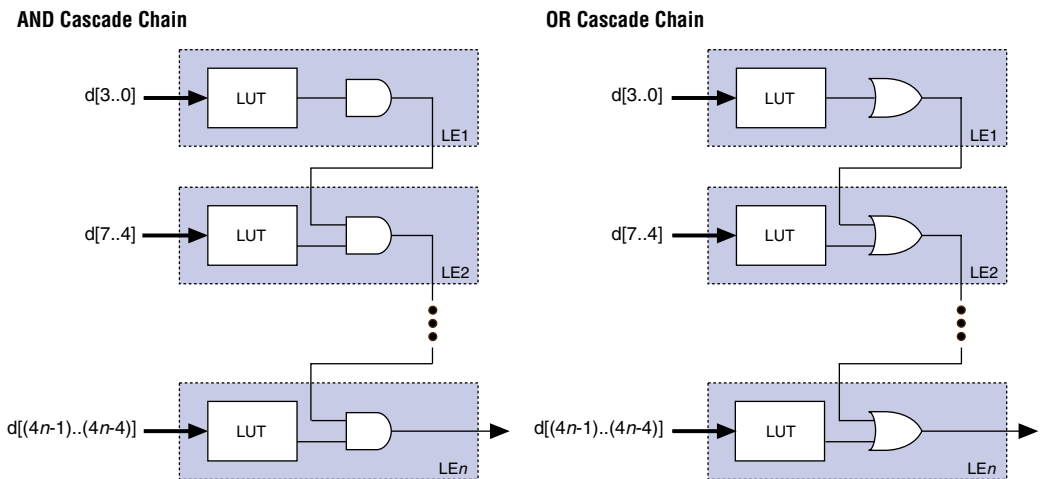 AND Cascade Chain
d[3..0]
LUT
LE1
d[7..4]
LUT
LE2
d[(4n-1)..(4n-4)]
LUT
LEn
OR Cascade Chain
d[3..0]
LUT
LE1
d[7..4]
LUT
LE2
d[(4n-1)..(4n-4)]
LUT
LEn